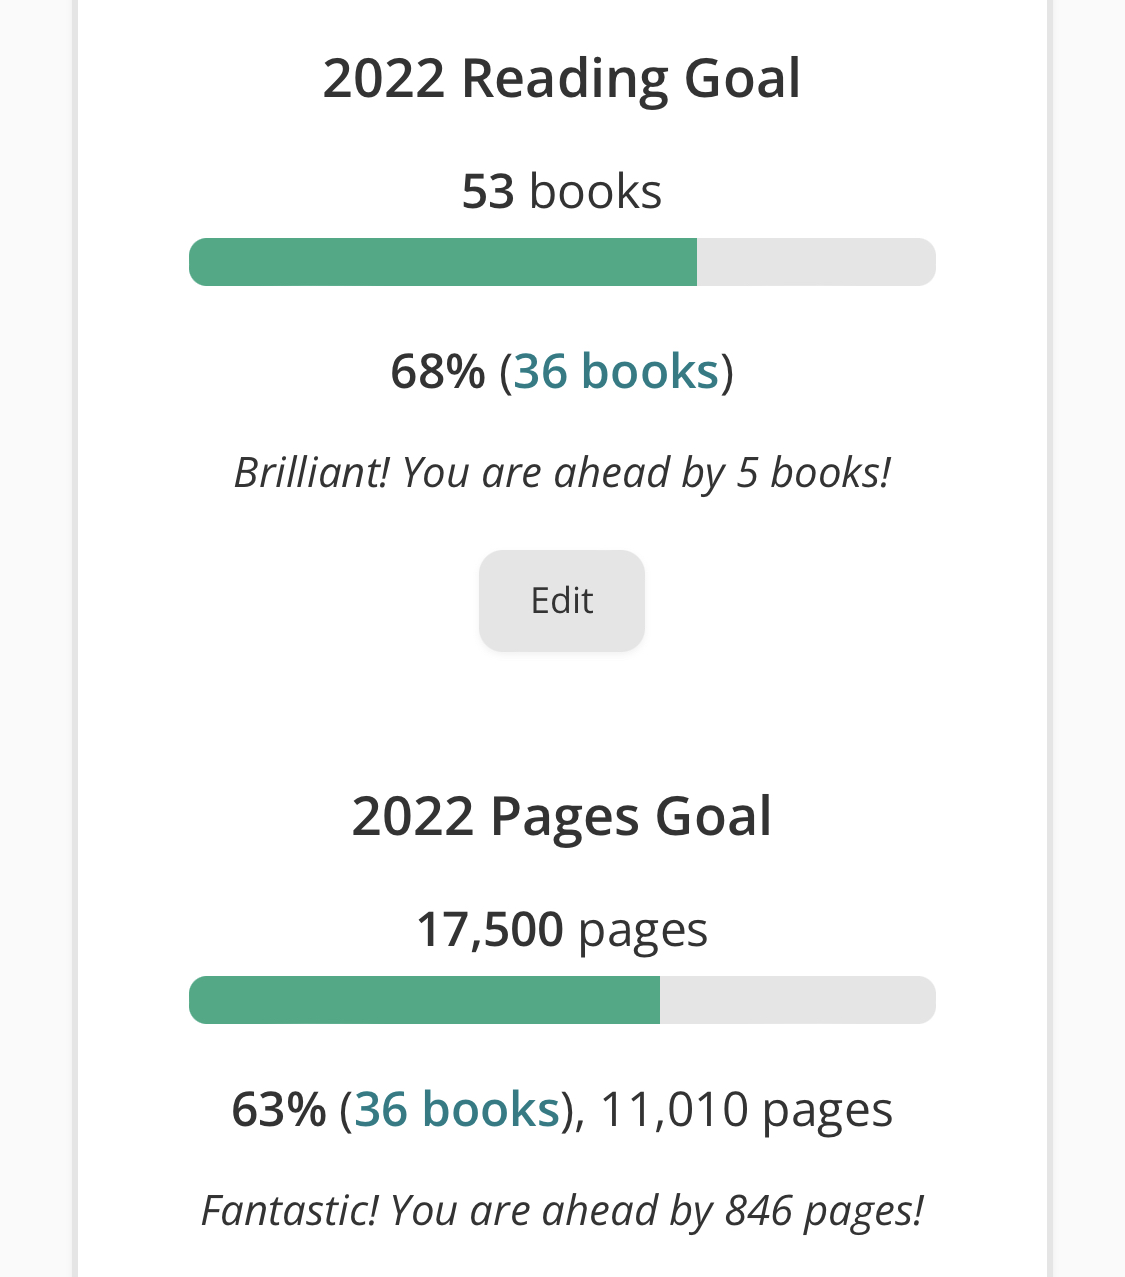 2022 Reading Goal
53 books
68% (36 books)
Brilliant! You are ahead by 5 books!
Edit
2022 Pages Goal
17,500 pages
63% (36 books), 11,010 pages
Fantastic! You are ahead by 846 pages!